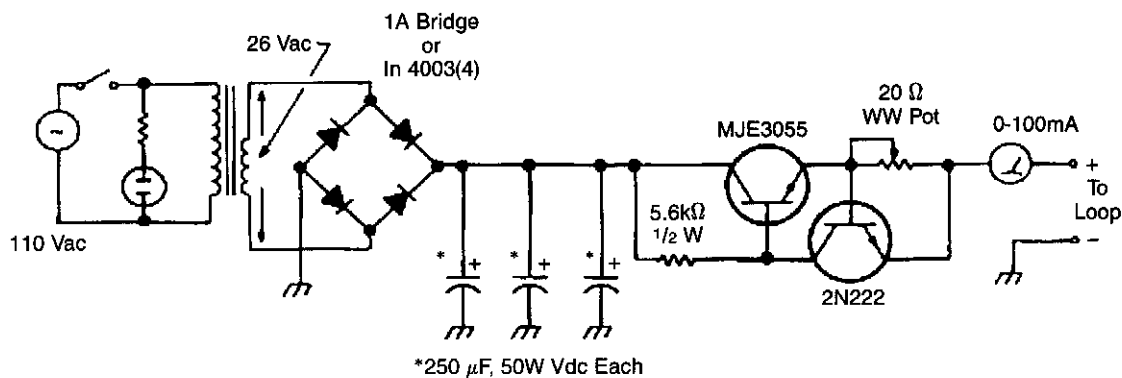 1A Bridge
or
In 4003(4)
26 Vac
20 Ω
WW Pot
MJE3055
0-100mA
~
+
To
Loop
-
5.6kΩ
1/2 W
110 Vac
* +
* +
* +
2N222
*250 μF, 50W Vdc Each